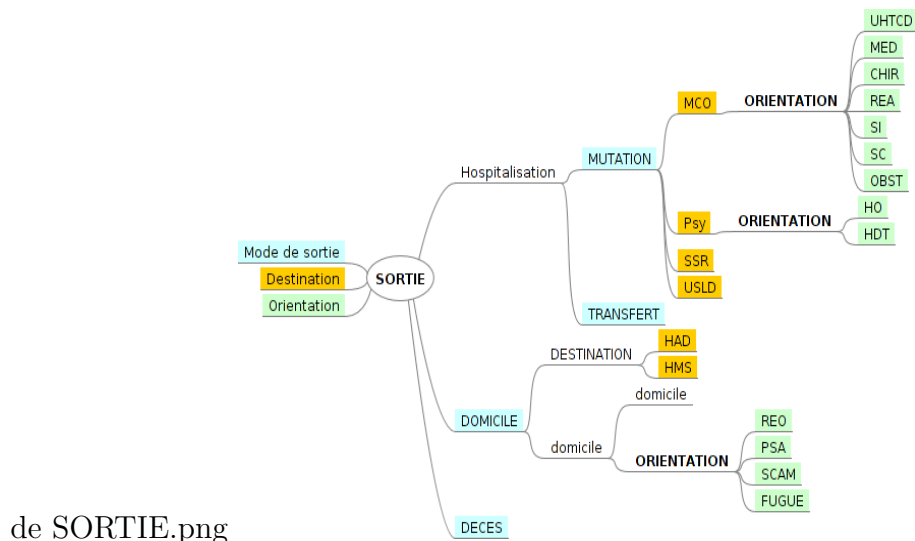 Mode de sortie
Destination
Orientation
SORTIE
Hospitalisation
MUTATION
MCO
ORIENTATION
UHTCD
MED
CHIR
REA
SI
SC
OBST
Psy
ORIENTATION
HO
HDT
SSR
USLD
TRANSFERT
DOMICILE
DESTINATION
HAD
HMS
domicile
domicile
ORIENTATION
REO
PSA
SCAM
FUGUE
DECES
de SORTIE.png